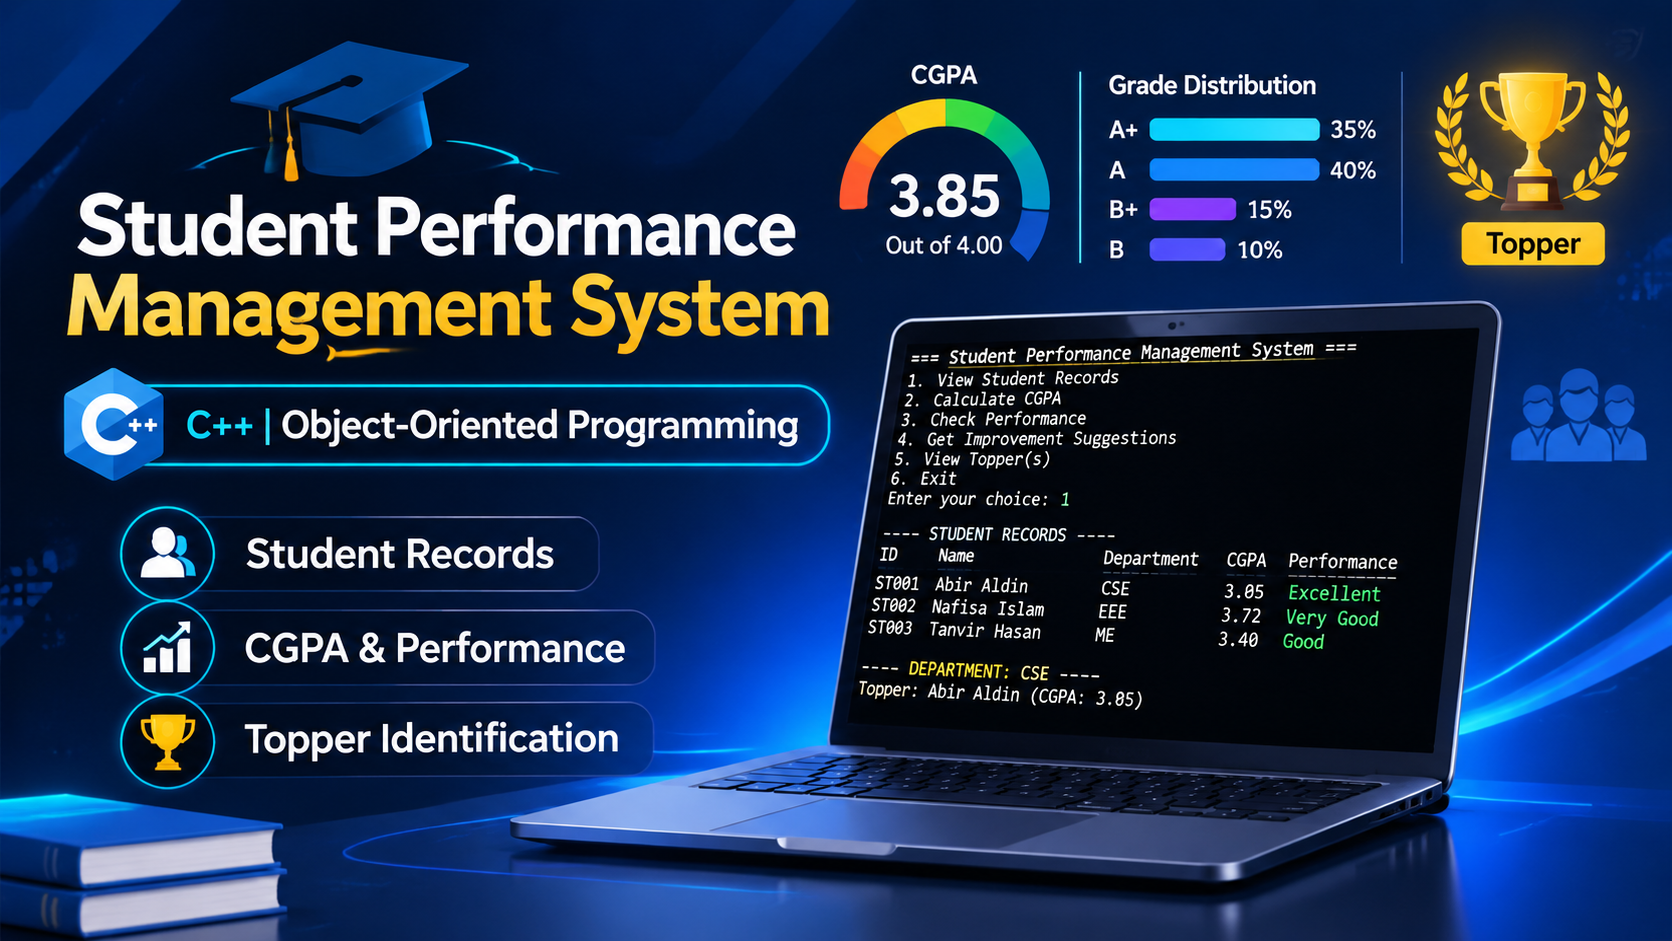 Student Performance
Management System
C++
C++ | Object-Oriented Programming
Student Records
CGPA & Performance
Topper Identification
CGPA
3.85
Out of 4.00
Grade Distribution
A+ 35%
A 40%
B+ 15%
B 10%
Topper
=== Student Performance Management System ===
1. View Student Records
2. Calculate CGPA
3. Check Performance
4. Get Improvement Suggestions
5. View Topper(s)
6. Exit
Enter your choice: 1
---- STUDENT RECORDS ----
ID Name Department CGPA Performance
ST001 Abir Aldin CSE 3.85 Excellent
ST002 Nafisa Islam EEE 3.72 Very Good
ST003 Tanvir Hasan ME 3.40 Good
---- DEPARTMENT: CSE ----
Topper: Abir Aldin (CGPA: 3.85)